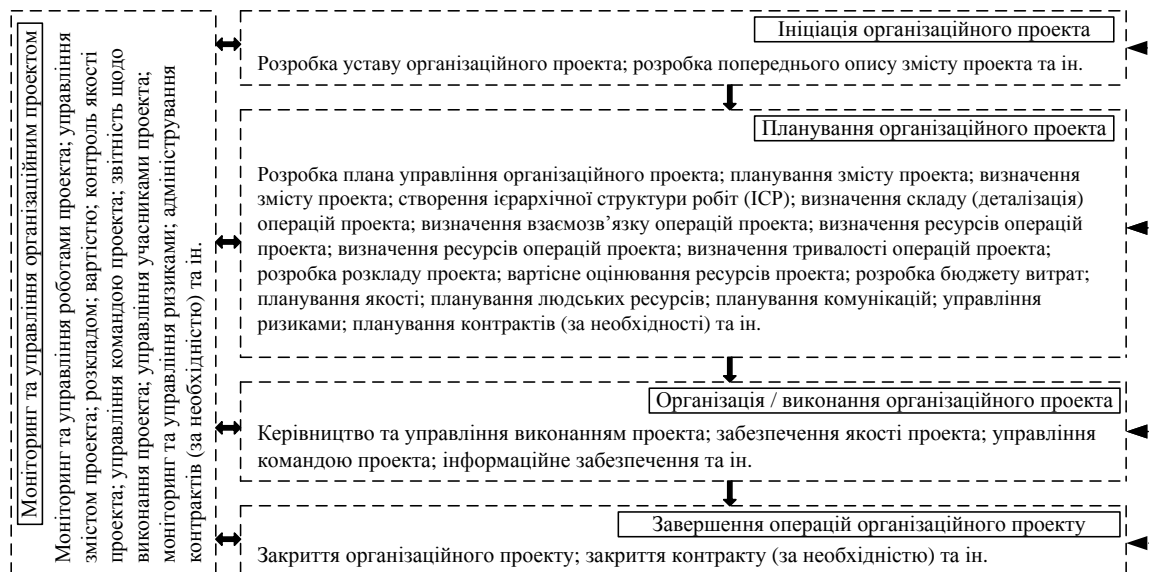 Моніторинг та управління організаційним проектом
Моніторинг та управління роботами проекта; управління
змістом проекта; розкладом; вартістю; контроль якості
проекта; управління командою проекта; звітність щодо
виконання проекта; управління учасниками проекта;
моніторинг та управління ризиками; адміністрування
контрактів (за необхідністю) та ін.
Ініціація організаційного проекта
Розробка уставу організаційного проекта; розробка попереднього опису змісту проекта та ін.
Планування організаційного проекта
Розробка плана управління організаційного проекта; планування змісту проекта; визначення
змісту проекта; створення ієрархічної структури робіт (ІСР); визначення складу (деталізація)
операцій проекта; визначення взаємозв’язку операцій проекта; визначення ресурсів операцій
проекта; визначення ресурсів операцій проекта; визначення тривалості операцій проекта;
розробка розкладу проекта; вартісне оцінювання ресурсів проекта; розробка бюджету витрат;
планування якості; планування людських ресурсів; планування комунікацій; управління
ризиками; планування контрактів (за необхідності) та ін.
Організація / виконання організаційного проекта
Керівництво та управління виконанням проекта; забезпечення якості проекта; управління
командою проекта; інформаційне забезпечення та ін.
Завершення операцій організаційного проекту
Закриття організаційного проекту; закриття контракту (за необхідністю) та ін.